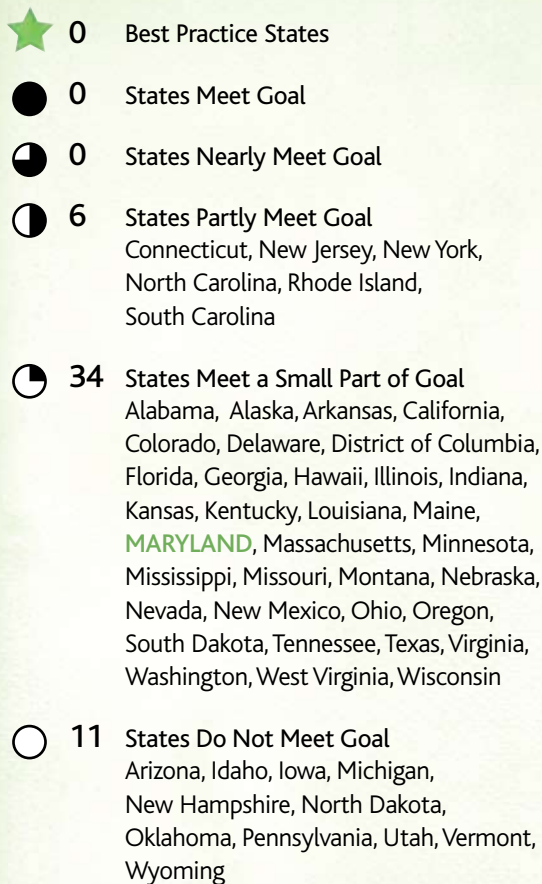 0 Best Practice States
0 States Meet Goal
0 States Nearly Meet Goal
6 States Partly Meet Goal
Connecticut, New Jersey, New York,
North Carolina, Rhode Island,
South Carolina
34 States Meet a Small Part of Goal
Alabama, Alaska, Arkansas, California,
Colorado, Delaware, District of Columbia,
Florida, Georgia, Hawaii, Illinois, Indiana,
Kansas, Kentucky, Louisiana, Maine,
MARYLAND, Massachusetts, Minnesota,
Mississippi, Missouri, Montana, Nebraska,
Nevada, New Mexico, Ohio, Oregon,
South Dakota, Tennessee, Texas, Virginia,
Washington, West Virginia, Wisconsin
11 States Do Not Meet Goal
Arizona, Idaho, Iowa, Michigan,
New Hampshire, North Dakota,
Oklahoma, Pennsylvania, Utah, Vermont,
Wyoming